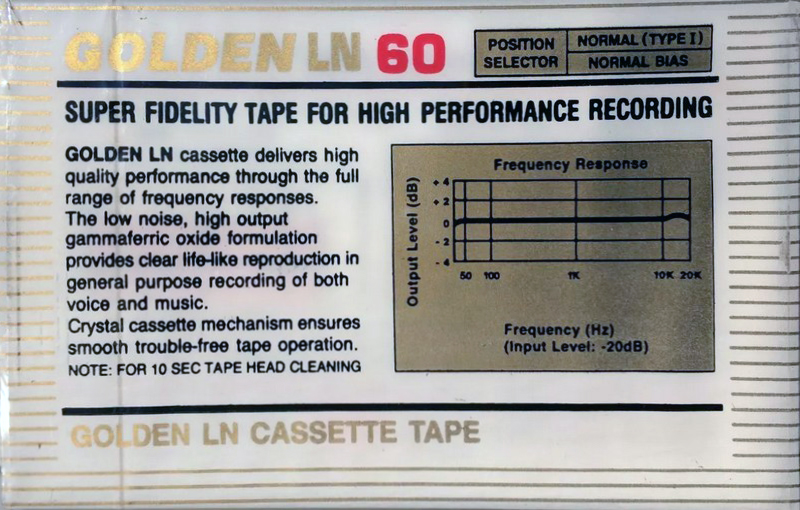 GOLDEN LN 60
POSITION SELECTOR
NORMAL (TYPE I)
NORMAL BIAS
SUPER FIDELITY TAPE FOR HIGH PERFORMANCE RECORDING
GOLDEN LN cassette delivers high
quality performance through the full
range of frequency responses.
The low noise, high output
gammaferric oxide formulation
provides clear life-like reproduction in
general purpose recording of both
voice and music.
Crystal cassette mechanism ensures
smooth trouble-free tape operation.
NOTE: FOR 10 SEC TAPE HEAD CLEANING
Frequency Response
Output Level (dB)
+4
+2
0
-2
-4
50 100 1K 10K 20K
Frequency (Hz)
(Input Level: -20dB)
GOLDEN LN CASSETTE TAPE